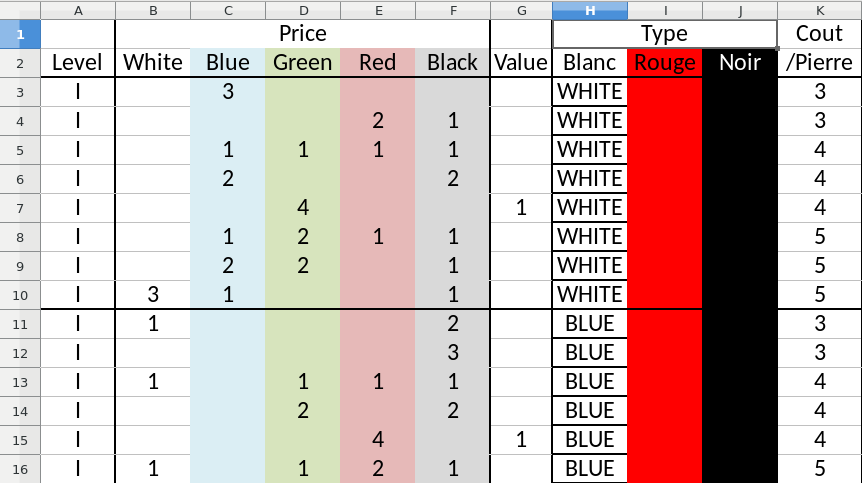 A B C D E F G H I J K
1 Price Type Cout
2 Level White Blue Green Red Black Value Blanc Rouge Noir /Pierre
3 I 3 WHITE 3
4 I 2 1 WHITE 3
5 I 1 1 1 1 WHITE 4
6 I 2 2 WHITE 4
7 I 4 1 WHITE 4
8 I 1 2 1 1 WHITE 5
9 I 2 2 1 WHITE 5
10 I 3 1 1 WHITE 5
11 I 1 2 BLUE 3
12 I 3 BLUE 3
13 I 1 1 1 1 BLUE 4
14 I 2 2 BLUE 4
15 I 4 1 BLUE 4
16 I 1 1 2 1 BLUE 5